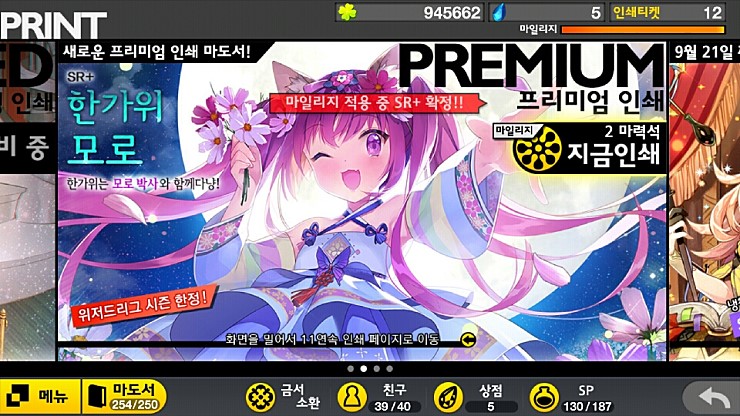 PRINT
945662
5
인쇄티켓 12
마일리지
새로운 프리미엄 인쇄 마도서!
PREMIUM
프리미엄 인쇄
SR+
한가위
모로
한가위는 모로 박사와 함께다냥!
마일리지 적용 중 SR+ 확정!!
마일리지
2 마력석
지금인쇄
위저드리그 시즌 한정!
화면을 밀어서 11연속 인쇄 페이지로 이동
ED
인쇄
비 중
9월 21일
메뉴
마도서
254/250
금서
소환
친구
39/40
상점
5
SP
130/187